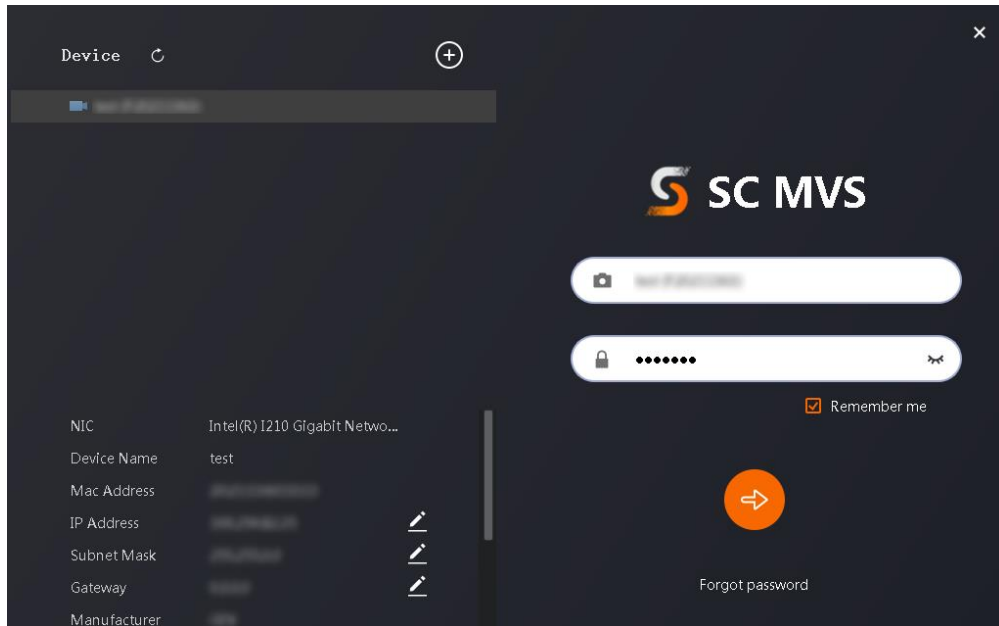 Device
SC MVS
•••••••
Remember me
NIC Intel(R) I210 Gigabit Netwo...
Device Name test
Mac Address
IP Address
Subnet Mask
Gateway
Manufacturer
Forgot password